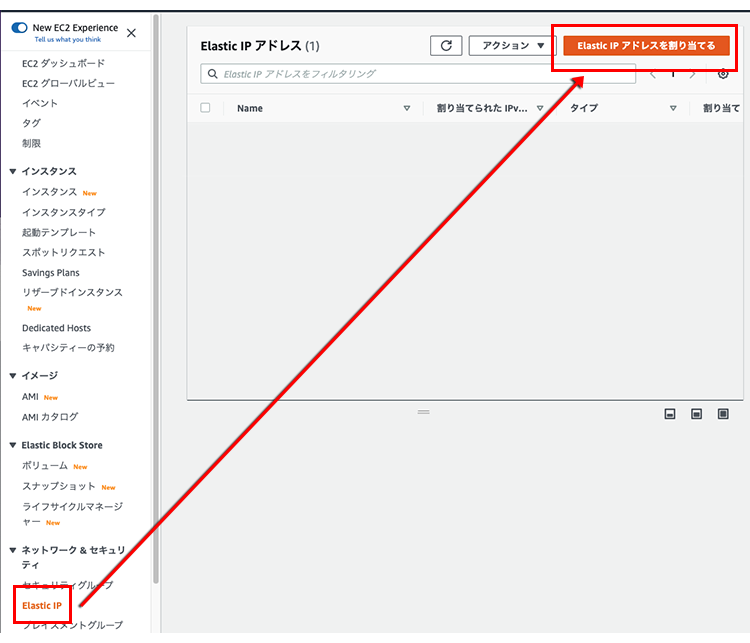 New EC2 Experience
Tell us what you think
EC2 ダッシュボード
EC2 グローバルビュー
イベント
タグ
制限
インスタンス
インスタンス New
インスタンスタイプ
起動テンプレート
スポットリクエスト
Savings Plans
リザーブドインスタンス
New
Dedicated Hosts
キャパシティーの予約
イメージ
AMI New
AMI カタログ
Elastic Block Store
ボリューム New
スナップショット New
ライフサイクルマネージ
ャー New
ネットワーク & セキュリ
ティ
セキュリティグループ
Elastic IP
プレイスメントグループ
Elastic IP アドレス (1)
アクション
Elastic IP アドレスを割り当てる
Elastic IP アドレスをフィルタリング
1
Name
割り当てられた IPv...
タイプ
割り当て